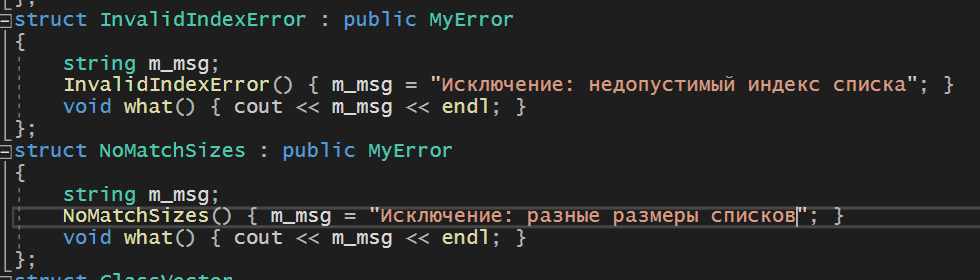 };
struct InvalidIndexError : public MyError
{
string m_msg;
InvalidIndexError() { m_msg = "Исключение: недопустимый индекс списка"; }
void what() { cout << m_msg << endl; }
};
struct NoMatchSizes : public MyError
{
string m_msg;
NoMatchSizes() { m_msg = "Исключение: разные размеры списков"; }
void what() { cout << m_msg << endl; }
};
struct ClassVector